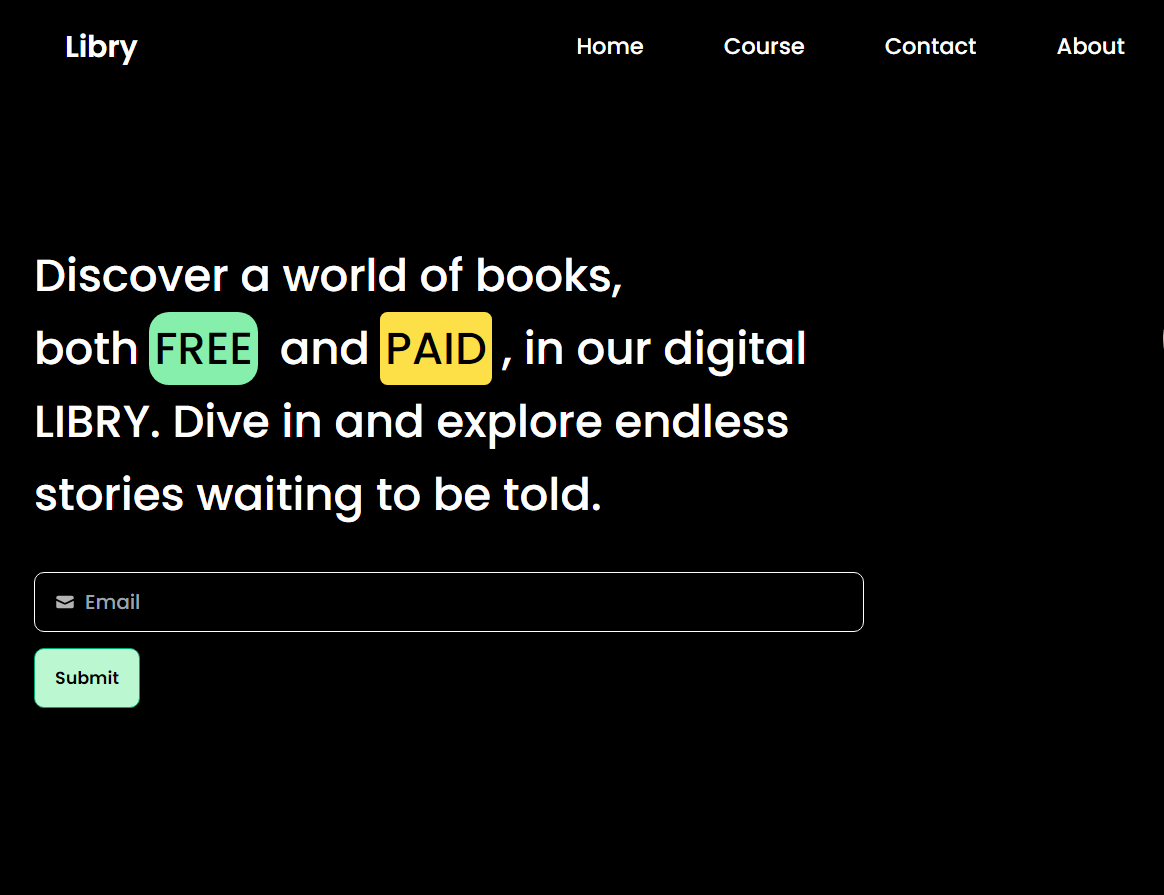 Libry Home Course Contact About
Discover a world of books,
both FREE and PAID , in our digital
LIBRY. Dive in and explore endless
stories waiting to be told.
Email
Submit